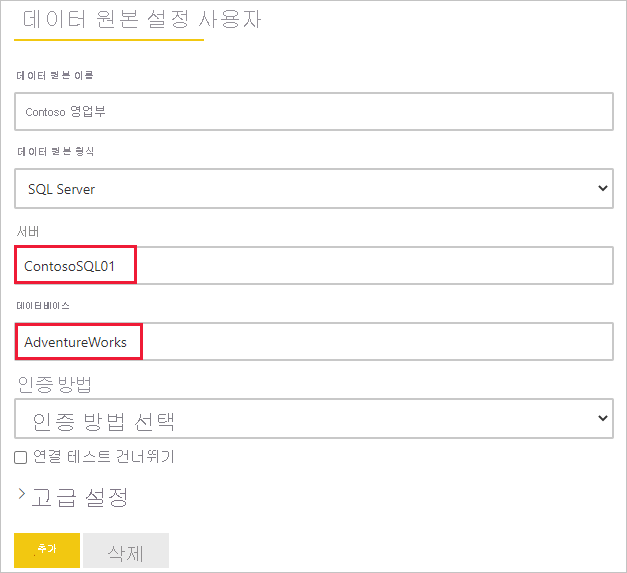 데이터 원본 설정 사용자
데이터 원본 이름
Contoso 영업부
데이터 원본 형식
SQL Server
서버
ContosoSQL01
데이터베이스
AdventureWorks
인증 방법
인증 방법 선택
연결 테스트 건너뛰기
고급 설정
추가 삭제